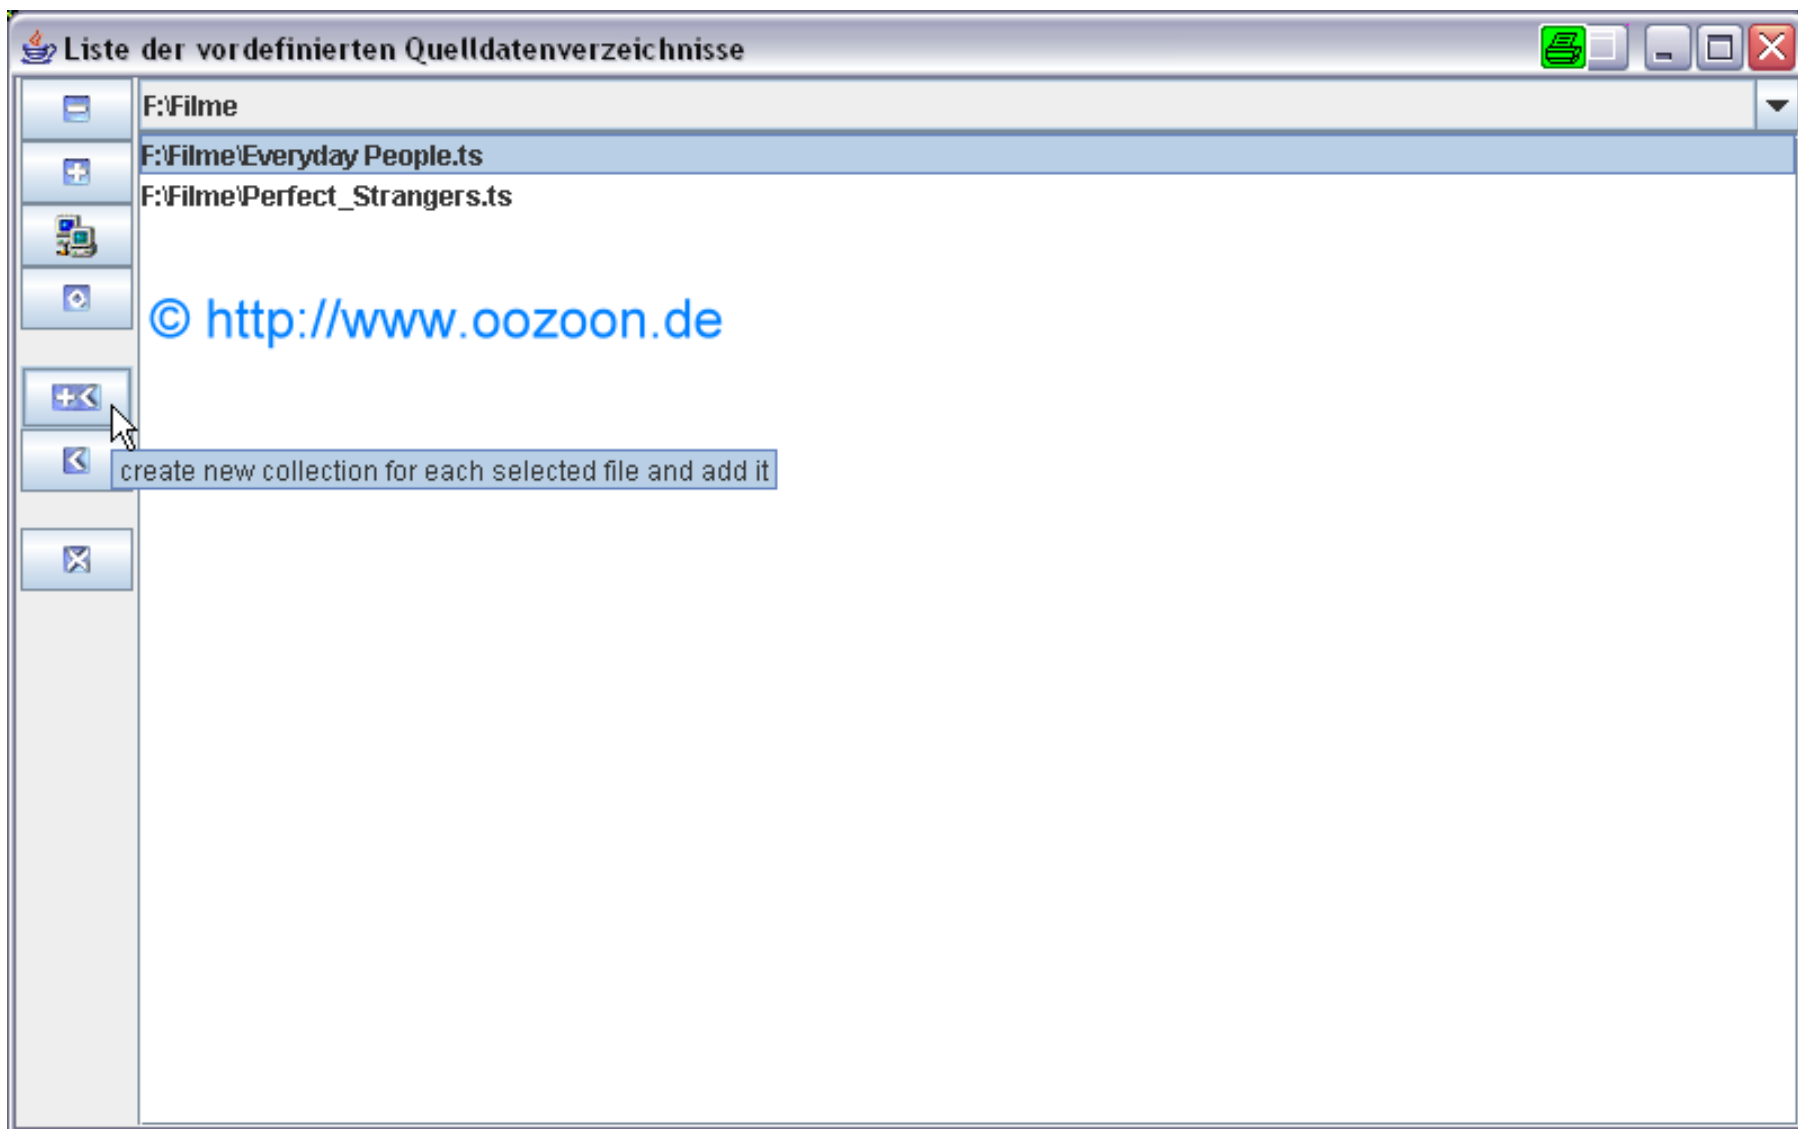 Liste der vordefinierten Quelldatenverzeichnisse
F:\Filme
F:\Filme\Everyday People.ts
F:\Filme\Perfect_Strangers.ts
© http://www.oozoon.de
create new collection for each selected file and add it